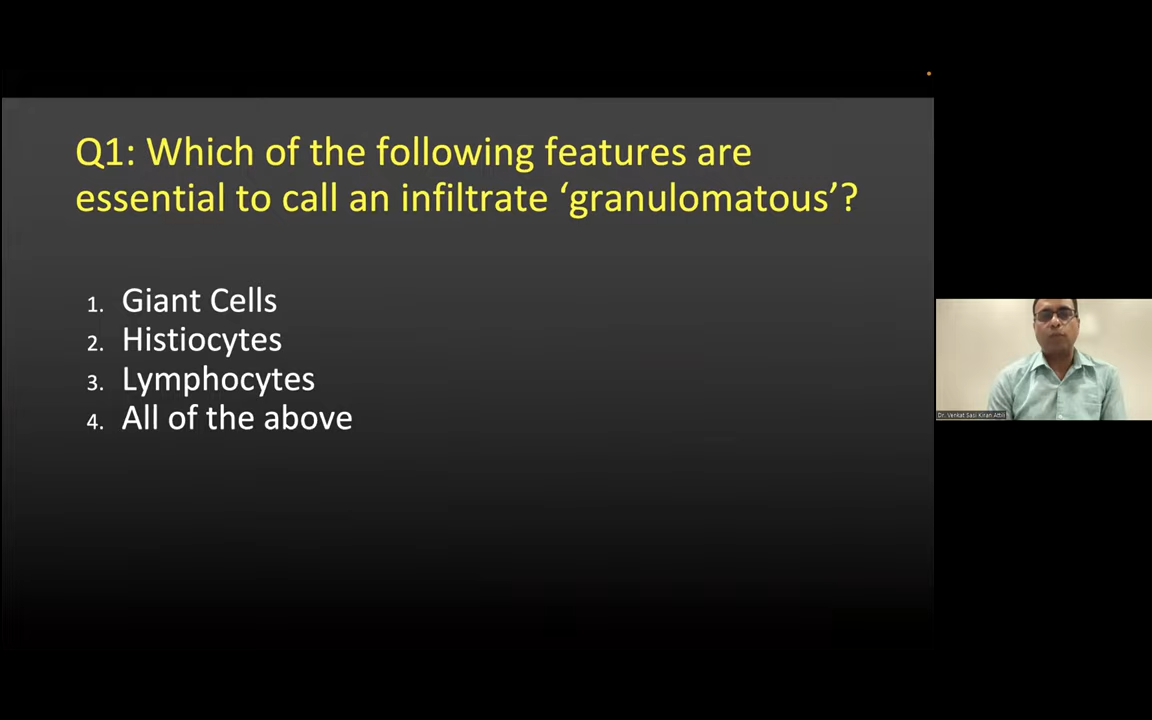 Q1: Which of the following features are
essential to call an infiltrate ‘granulomatous’?
1. Giant Cells
2. Histiocytes
3. Lymphocytes
4. All of the above
Dr. Venkat Sasi Kiran Attili